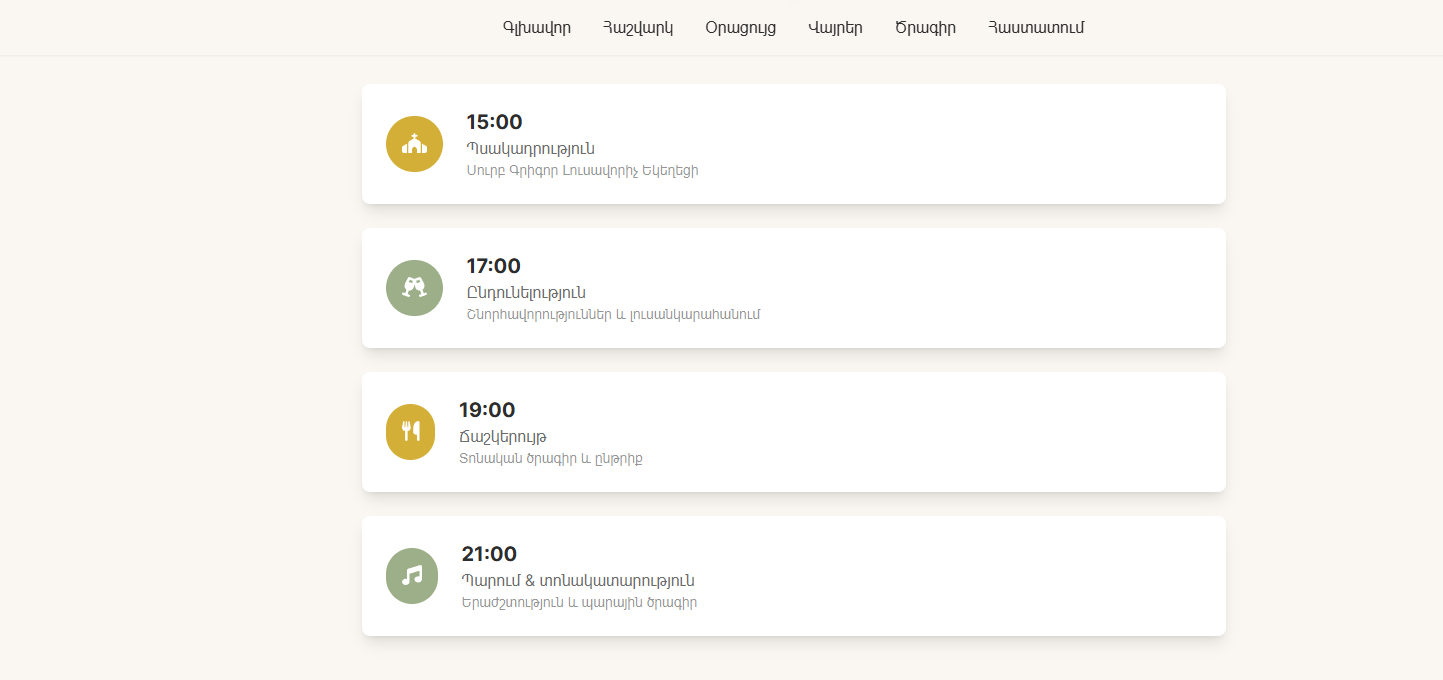 Գլխավոր Հաշվարկ Օրացույց Վայրեր Ծրագիր Հաստատում
15:00
Պսակադրություն
Սուրբ Գրիգոր Լուսավորիչ Եկեղեցի
17:00
Ընդունելություն
Շնորհավորություններ և լուսանկարահանում
19:00
Ճաշկերույթ
Տոնական ծրագիր և ընթրիք
21:00
Պարում & տոնակատարություն
Երաժշտություն և պարային ծրագիր